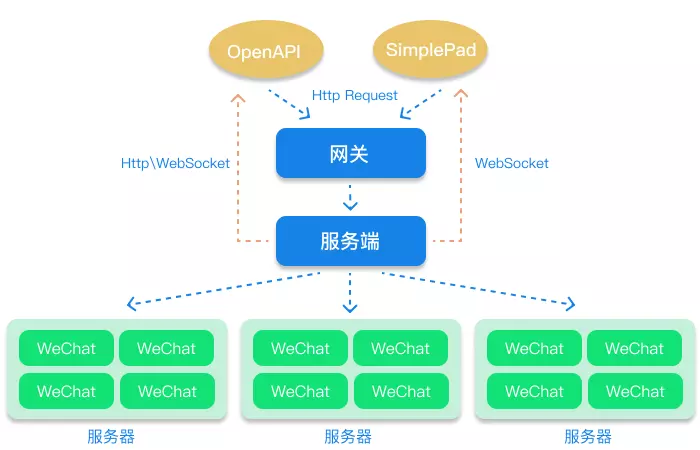 OpenAPI
SimplePad
Http Request
网关
Http\WebSocket
WebSocket
服务端
WeChat WeChat WeChat WeChat WeChat WeChat
WeChat WeChat WeChat WeChat WeChat WeChat
服务器 服务器 服务器